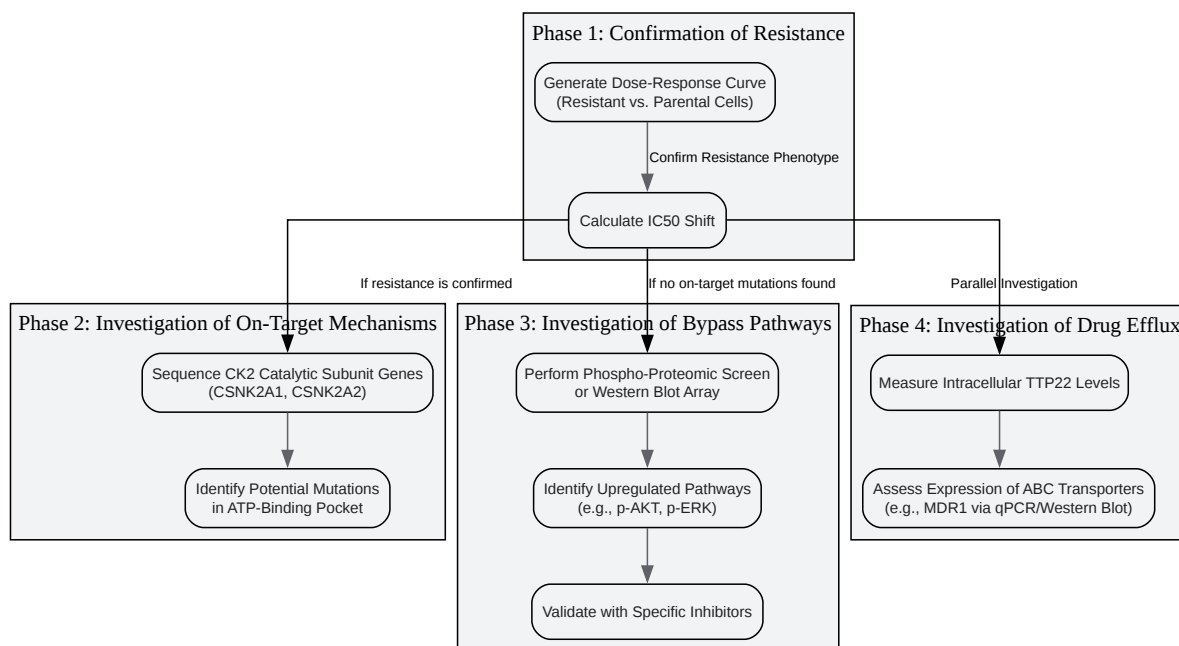 Phase 1: Confirmation of Resistance
Generate Dose-Response Curve
(Resistant vs. Parental Cells)
Confirm Resistance Phenotype
Calculate IC50 Shift
If resistance is confirmed
If no on-target mutations found
Parallel Investigation
Phase 2: Investigation of On-Target Mechanisms
Sequence CK2 Catalytic Subunit Genes
(CSNK2A1, CSNK2A2)
Identify Potential Mutations
in ATP-Binding Pocket
Phase 3: Investigation of Bypass Pathways
Perform Phospho-Proteomic Screen
or Western Blot Array
Identify Upregulated Pathways
(e.g., p-AKT, p-ERK)
Validate with Specific Inhibitors
Phase 4: Investigation of Drug Efflux
Measure Intracellular TTP22 Levels
Assess Expression of ABC Transporters
(e.g., MDR1 via qPCR/Western Blot)